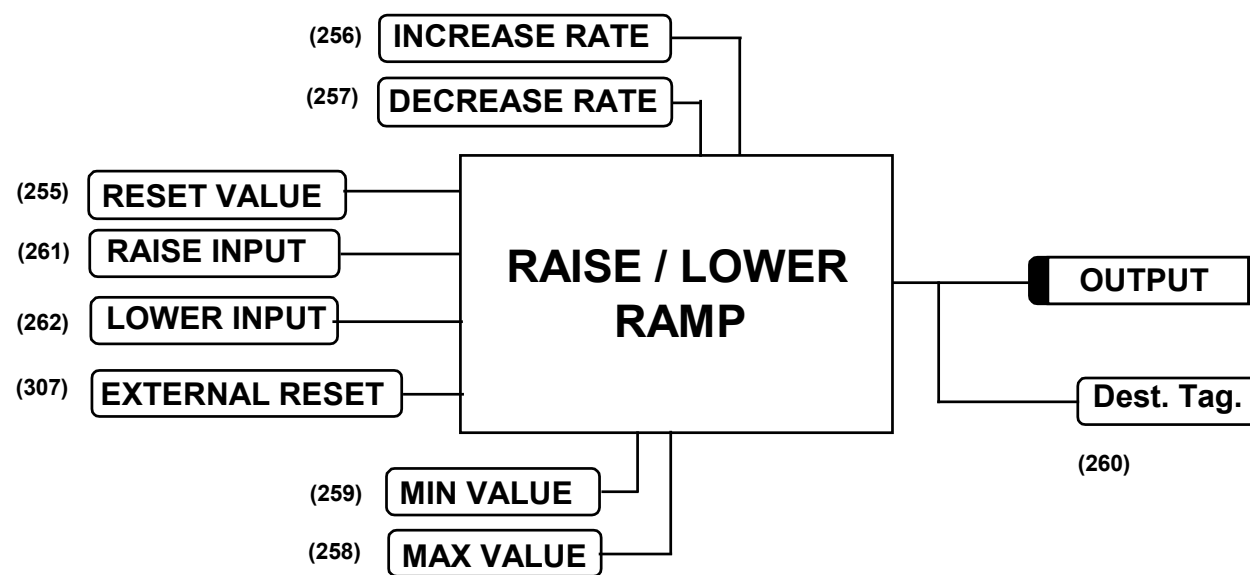 (256) INCREASE RATE
(257) DECREASE RATE
(255) RESET VALUE
(261) RAISE INPUT
(262) LOWER INPUT
(307) EXTERNAL RESET
RAISE / LOWER
RAMP
OUTPUT
Dest. Tag.
(260)
(259) MIN VALUE
(258) MAX VALUE